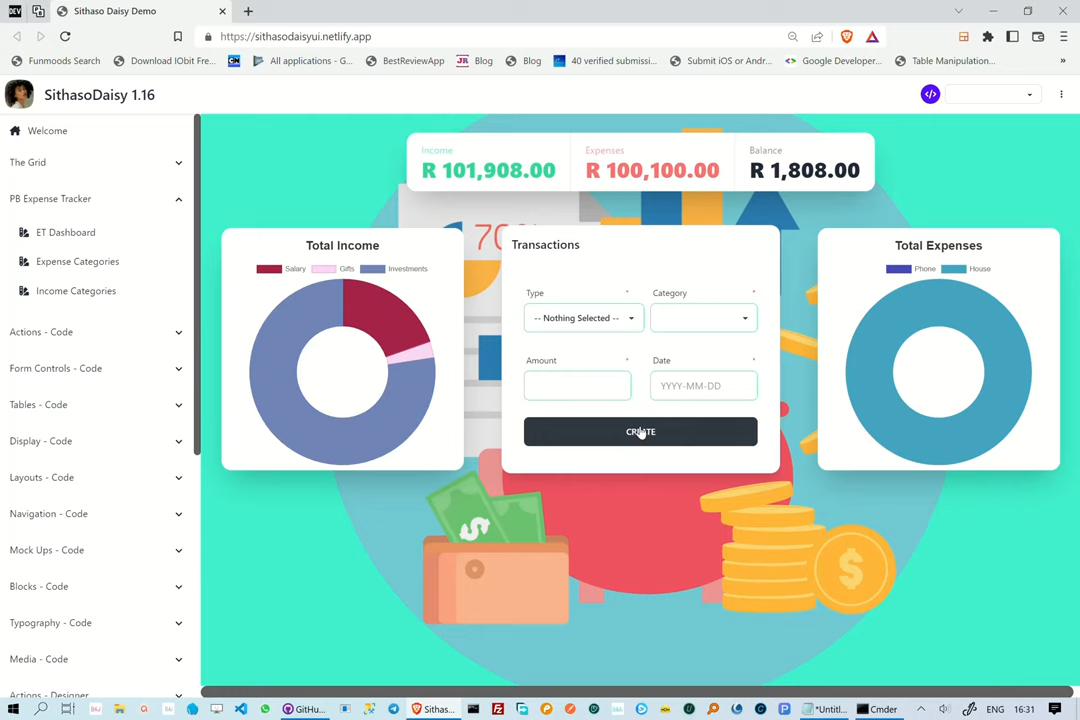 DEV
Sithaso Daisy Demo
https://sithasodaisyui.netlify.app
Funmoods Search
Download IObit Fre...
All applications - G...
BestReviewApp
JR Blog
Blog
40 verified submissi...
Submit iOS or Andr...
Google Developer...
Table Manipulation...
SithasoDaisy 1.16
Welcome
The Grid
PB Expense Tracker
ET Dashboard
Expense Categories
Income Categories
Actions - Code
Form Controls - Code
Tables - Code
Display - Code
Layouts - Code
Navigation - Code
Mock Ups - Code
Blocks - Code
Typography - Code
Media - Code
Actions - Designer
Income
R 101,908.00
Expenses
R 100,100.00
Balance
R 1,808.00
70
Total Income
Salary
Gifts
Investments
Transactions
Type *
Category *
-- Nothing Selected --
Amount *
Date *
YYYY-MM-DD
CREATE
Total Expenses
Phone
House
$
$
GitHu...
Sithas...
*Untitl...
Cmder
ENG
16:31